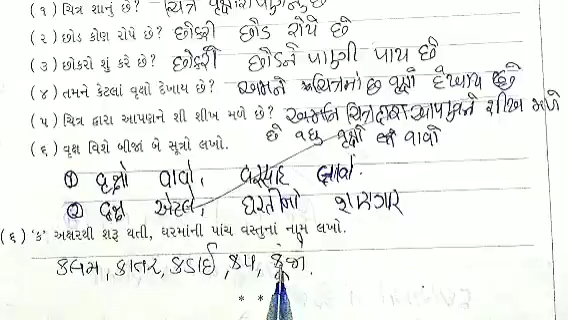 (૧) ચિત્ર શાનું છે? ચિત્ર વૃક્ષારોપણનું છે
(૨) છોડ કોણ રોપે છે? છોકરી છોડ રોપે છે
(૩) છોકરો શું કરે છે? છોકરો છોડને પાણી પાય છે
(૪) તમને કેટલાં વૃક્ષો દેખાય છે? અમને ચિત્રમાં છ વૃક્ષો દેખાય છે
(૫) ચિત્ર દ્વારા આપણને શી શીખ મળે છે? ચિત્ર દ્વારા આપણને શીખ મળે
છે વધુ વૃક્ષો વાવો
(૬) વૃક્ષ વિશે બીજાં બે સૂત્રો લખો.
① વૃક્ષો વાવો, વરસાદ લાવો.
② વૃક્ષ એટલે, ધરતીનો શણગાર
(૬) 'ક' અક્ષરથી શરૂ થતી, ઘરમાંની પાંચ વસ્તુનાં નામ લખો.
કલમ, કાતર, કડાઈ, કપ, કૂંજો.
* *